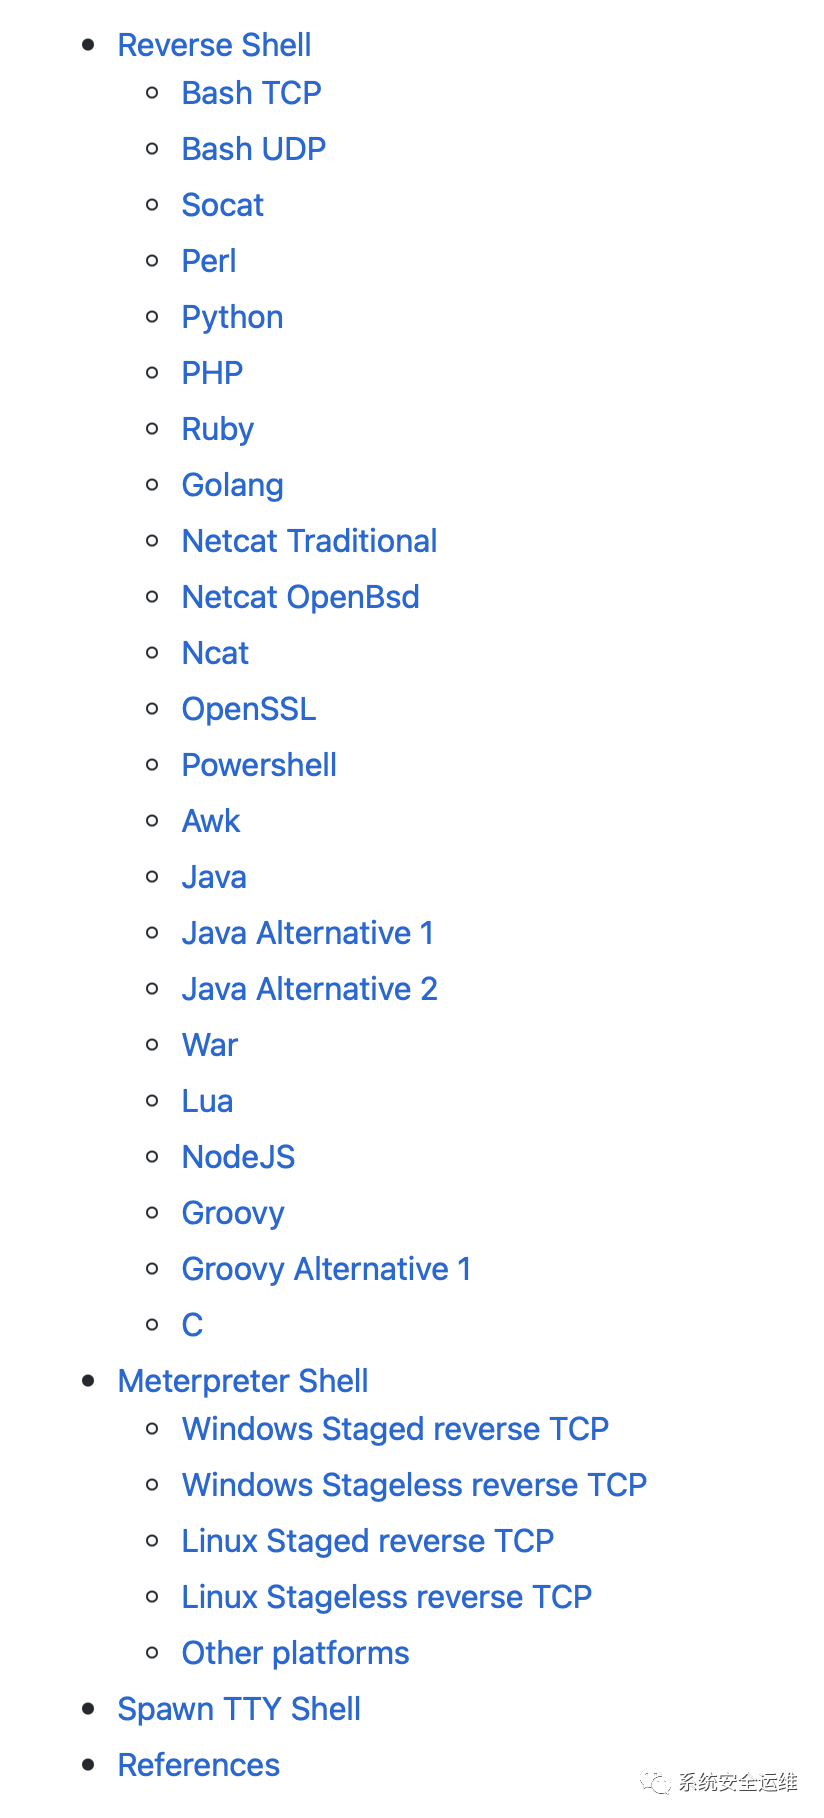 Reverse Shell
Bash TCP
Bash UDP
Socat
Perl
Python
PHP
Ruby
Golang
Netcat Traditional
Netcat OpenBsd
Ncat
OpenSSL
Powershell
Awk
Java
Java Alternative 1
Java Alternative 2
War
Lua
NodeJS
Groovy
Groovy Alternative 1
C
Meterpreter Shell
Windows Staged reverse TCP
Windows Stageless reverse TCP
Linux Staged reverse TCP
Linux Stageless reverse TCP
Other platforms
Spawn TTY Shell
References
系统安全运维